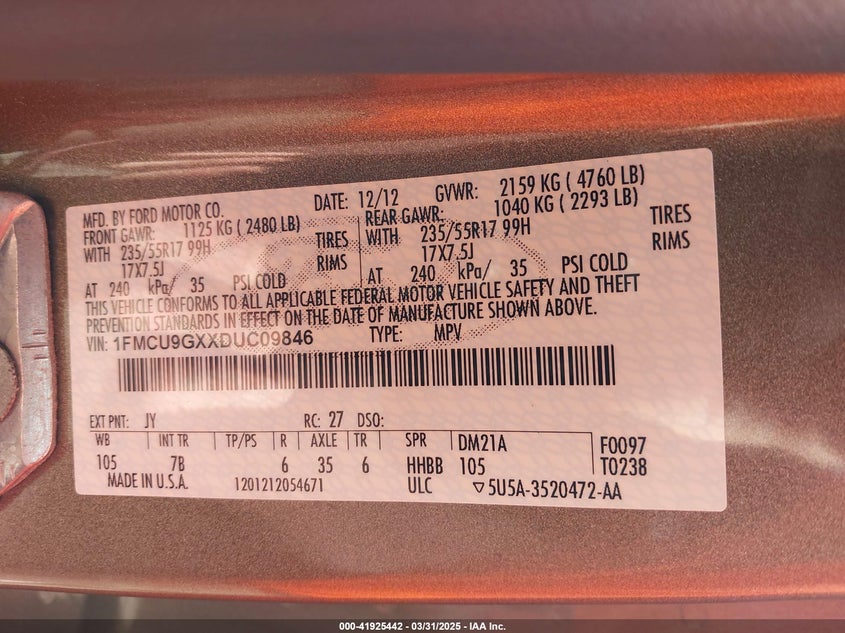 MFD. BY FORD MOTOR CO. DATE: 12/12 GVWR: 2159 KG ( 4760 LB)
FRONT GAWR: 1125 KG ( 2480 LB) REAR GAWR: 1040 KG ( 2293 LB)
WITH 235/55R17 99H TIRES WITH 235/55R17 99H TIRES
17X7.5J RIMS 17X7.5J RIMS
AT 240 kPa/ 35 PSI COLD AT 240 kPa/ 35 PSI COLD
THIS VEHICLE CONFORMS TO ALL APPLICABLE FEDERAL MOTOR VEHICLE SAFETY AND THEFT
PREVENTION STANDARDS IN EFFECT ON THE DATE OF MANUFACTURE SHOWN ABOVE.
VIN: 1FMCU9GXXDUC09846 TYPE: MPV
EXT PNT: JY RC: 27 DSO:
WB INT TR TP/PS R AXLE TR SPR DM21A F0097
105 7B 6 35 6 HHBB 105 T0238
MADE IN U.S.A. 1201212054671 ULC ▽5U5A-3520472-AA
000-41925442 - 03/31/2025 - IAA Inc.